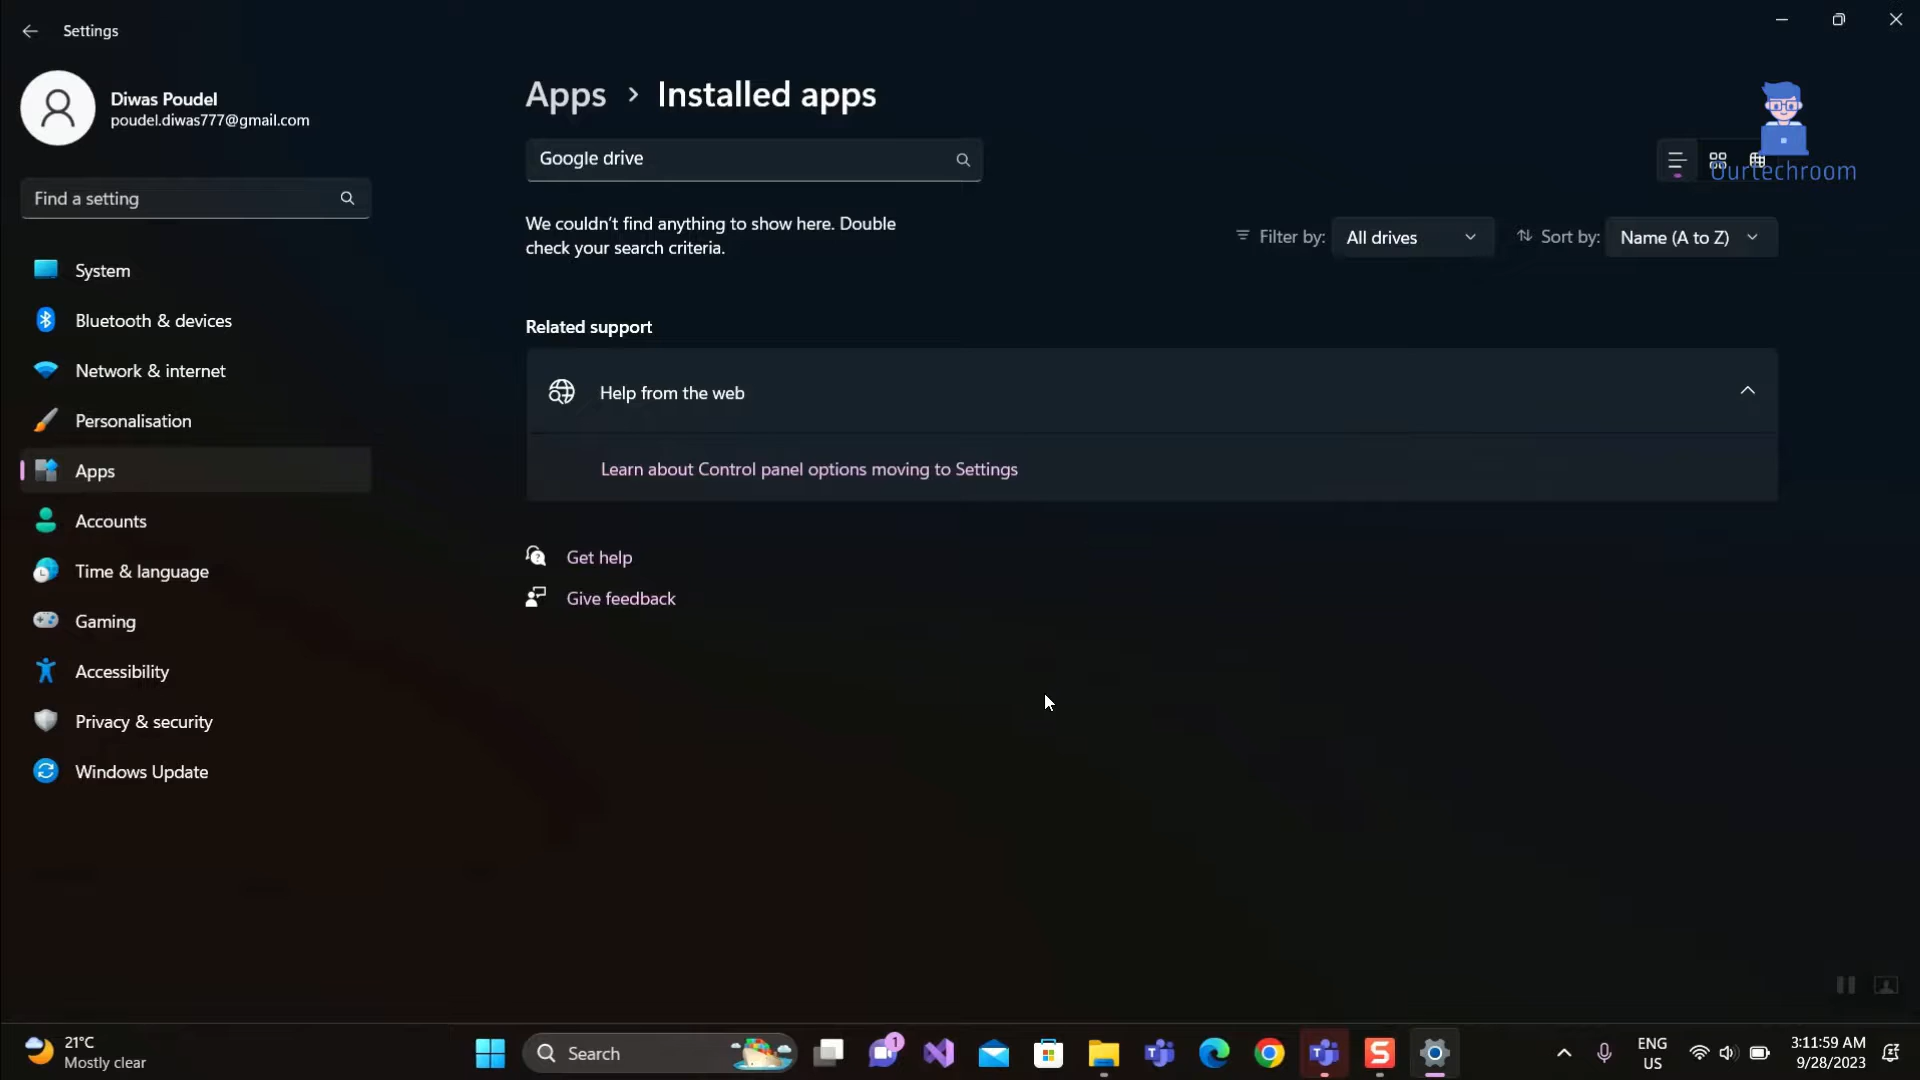 Settings
Diwas Poudel
poudel.diwas777@gmail.com
Find a setting
System
Bluetooth & devices
Network & internet
Personalisation
Apps
Accounts
Time & language
Gaming
Accessibility
Privacy & security
Windows Update
Apps > Installed apps
Google drive
ourtechroom
We couldn't find anything to show here. Double
check your search criteria.
Filter by: All drives
Sort by: Name (A to Z)
Related support
Help from the web
Learn about Control panel options moving to Settings
Get help
Give feedback
21°C
Mostly clear
Search
1
ENG
US
3:11:59 AM
9/28/2023